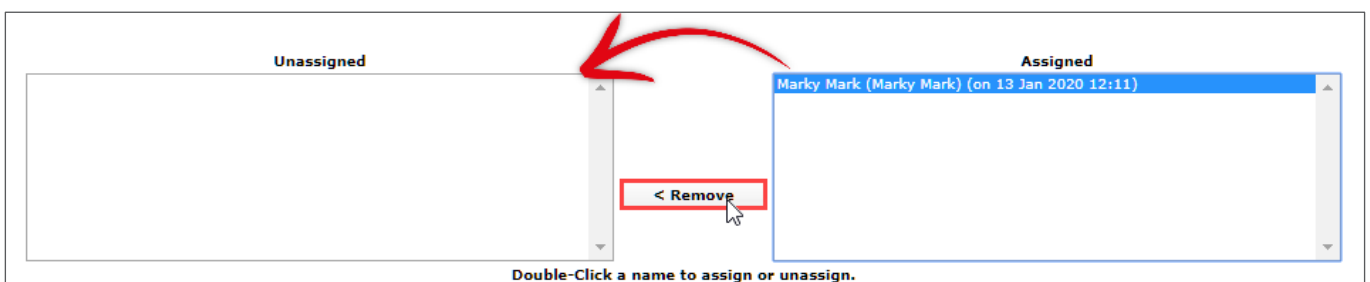 Unassigned
Assigned
Marky Mark (Marky Mark) (on 13 Jan 2020 12:11)
< Remove
Double-Click a name to assign or unassign.